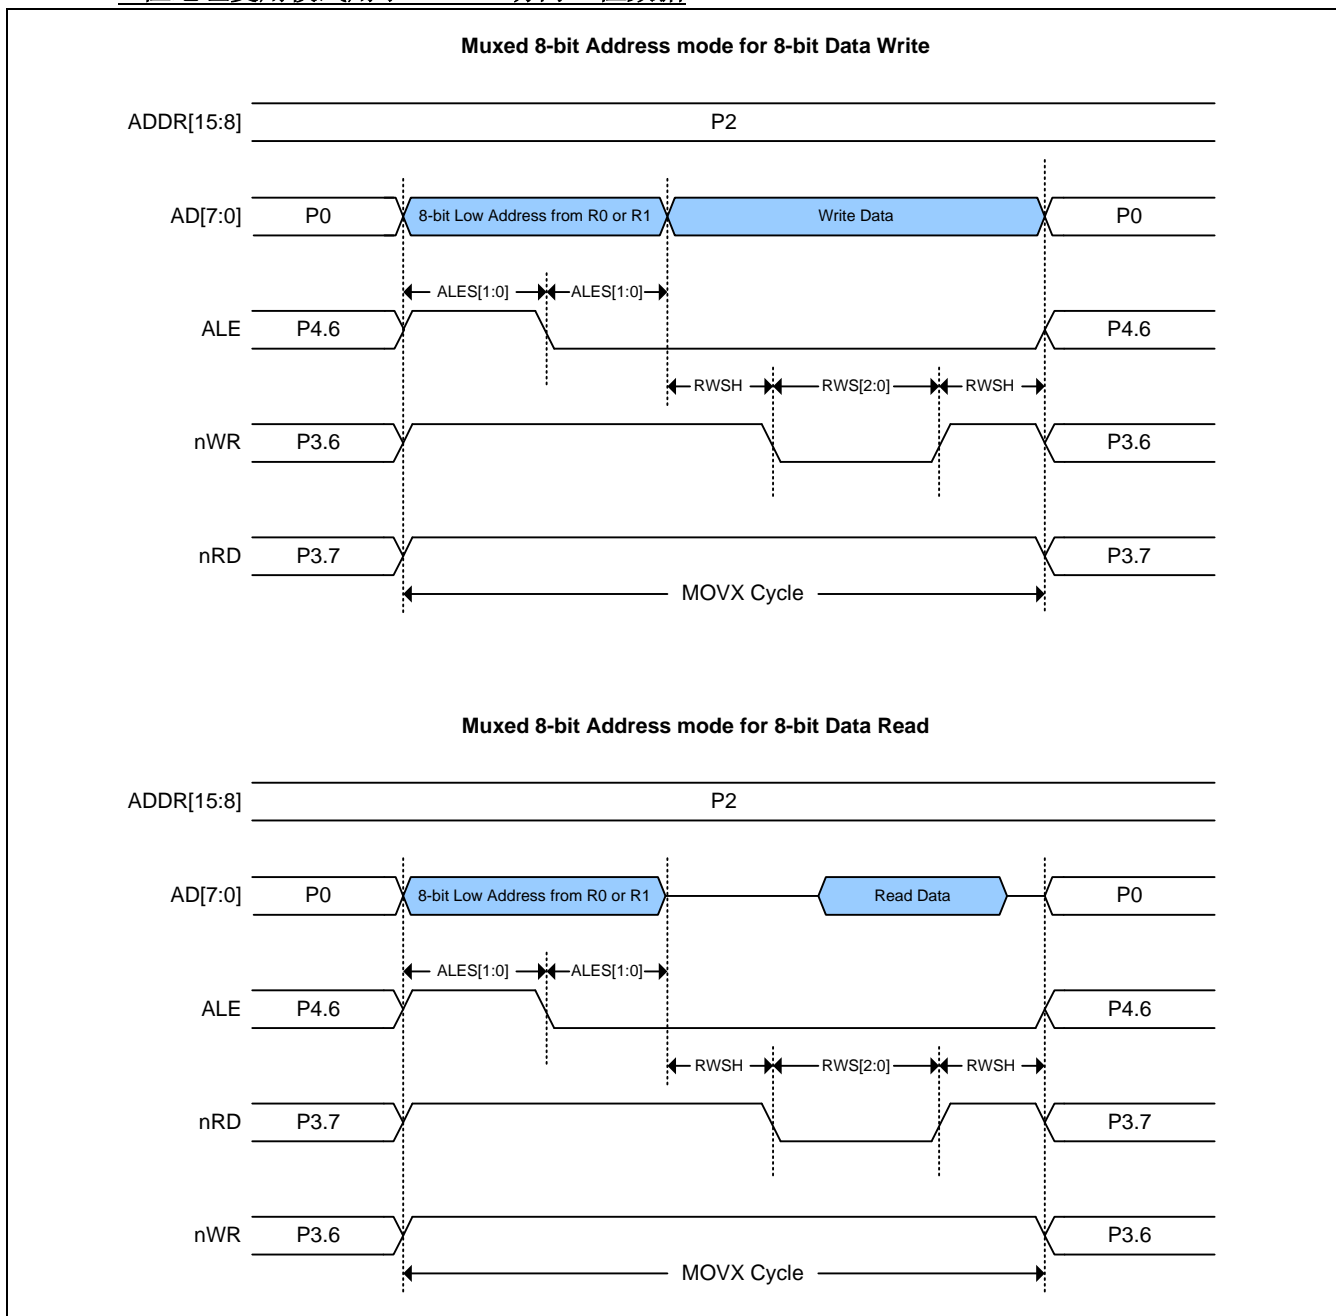 Muxed 8-bit Address mode for 8-bit Data Write
ADDR[15:8] P2
AD[7:0] P0 8-bit Low Address from R0 or R1 Write Data P0
ALES[1:0] ALES[1:0]
ALE P4.6 P4.6
RWSH RWS[2:0] RWSH
nWR P3.6 P3.6
nRD P3.7 P3.7
MOVX Cycle
Muxed 8-bit Address mode for 8-bit Data Read
ADDR[15:8] P2
AD[7:0] P0 8-bit Low Address from R0 or R1 Read Data P0
ALES[1:0] ALES[1:0]
ALE P4.6 P4.6
RWSH RWS[2:0] RWSH
nRD P3.7 P3.7
nWR P3.6 P3.6
MOVX Cycle